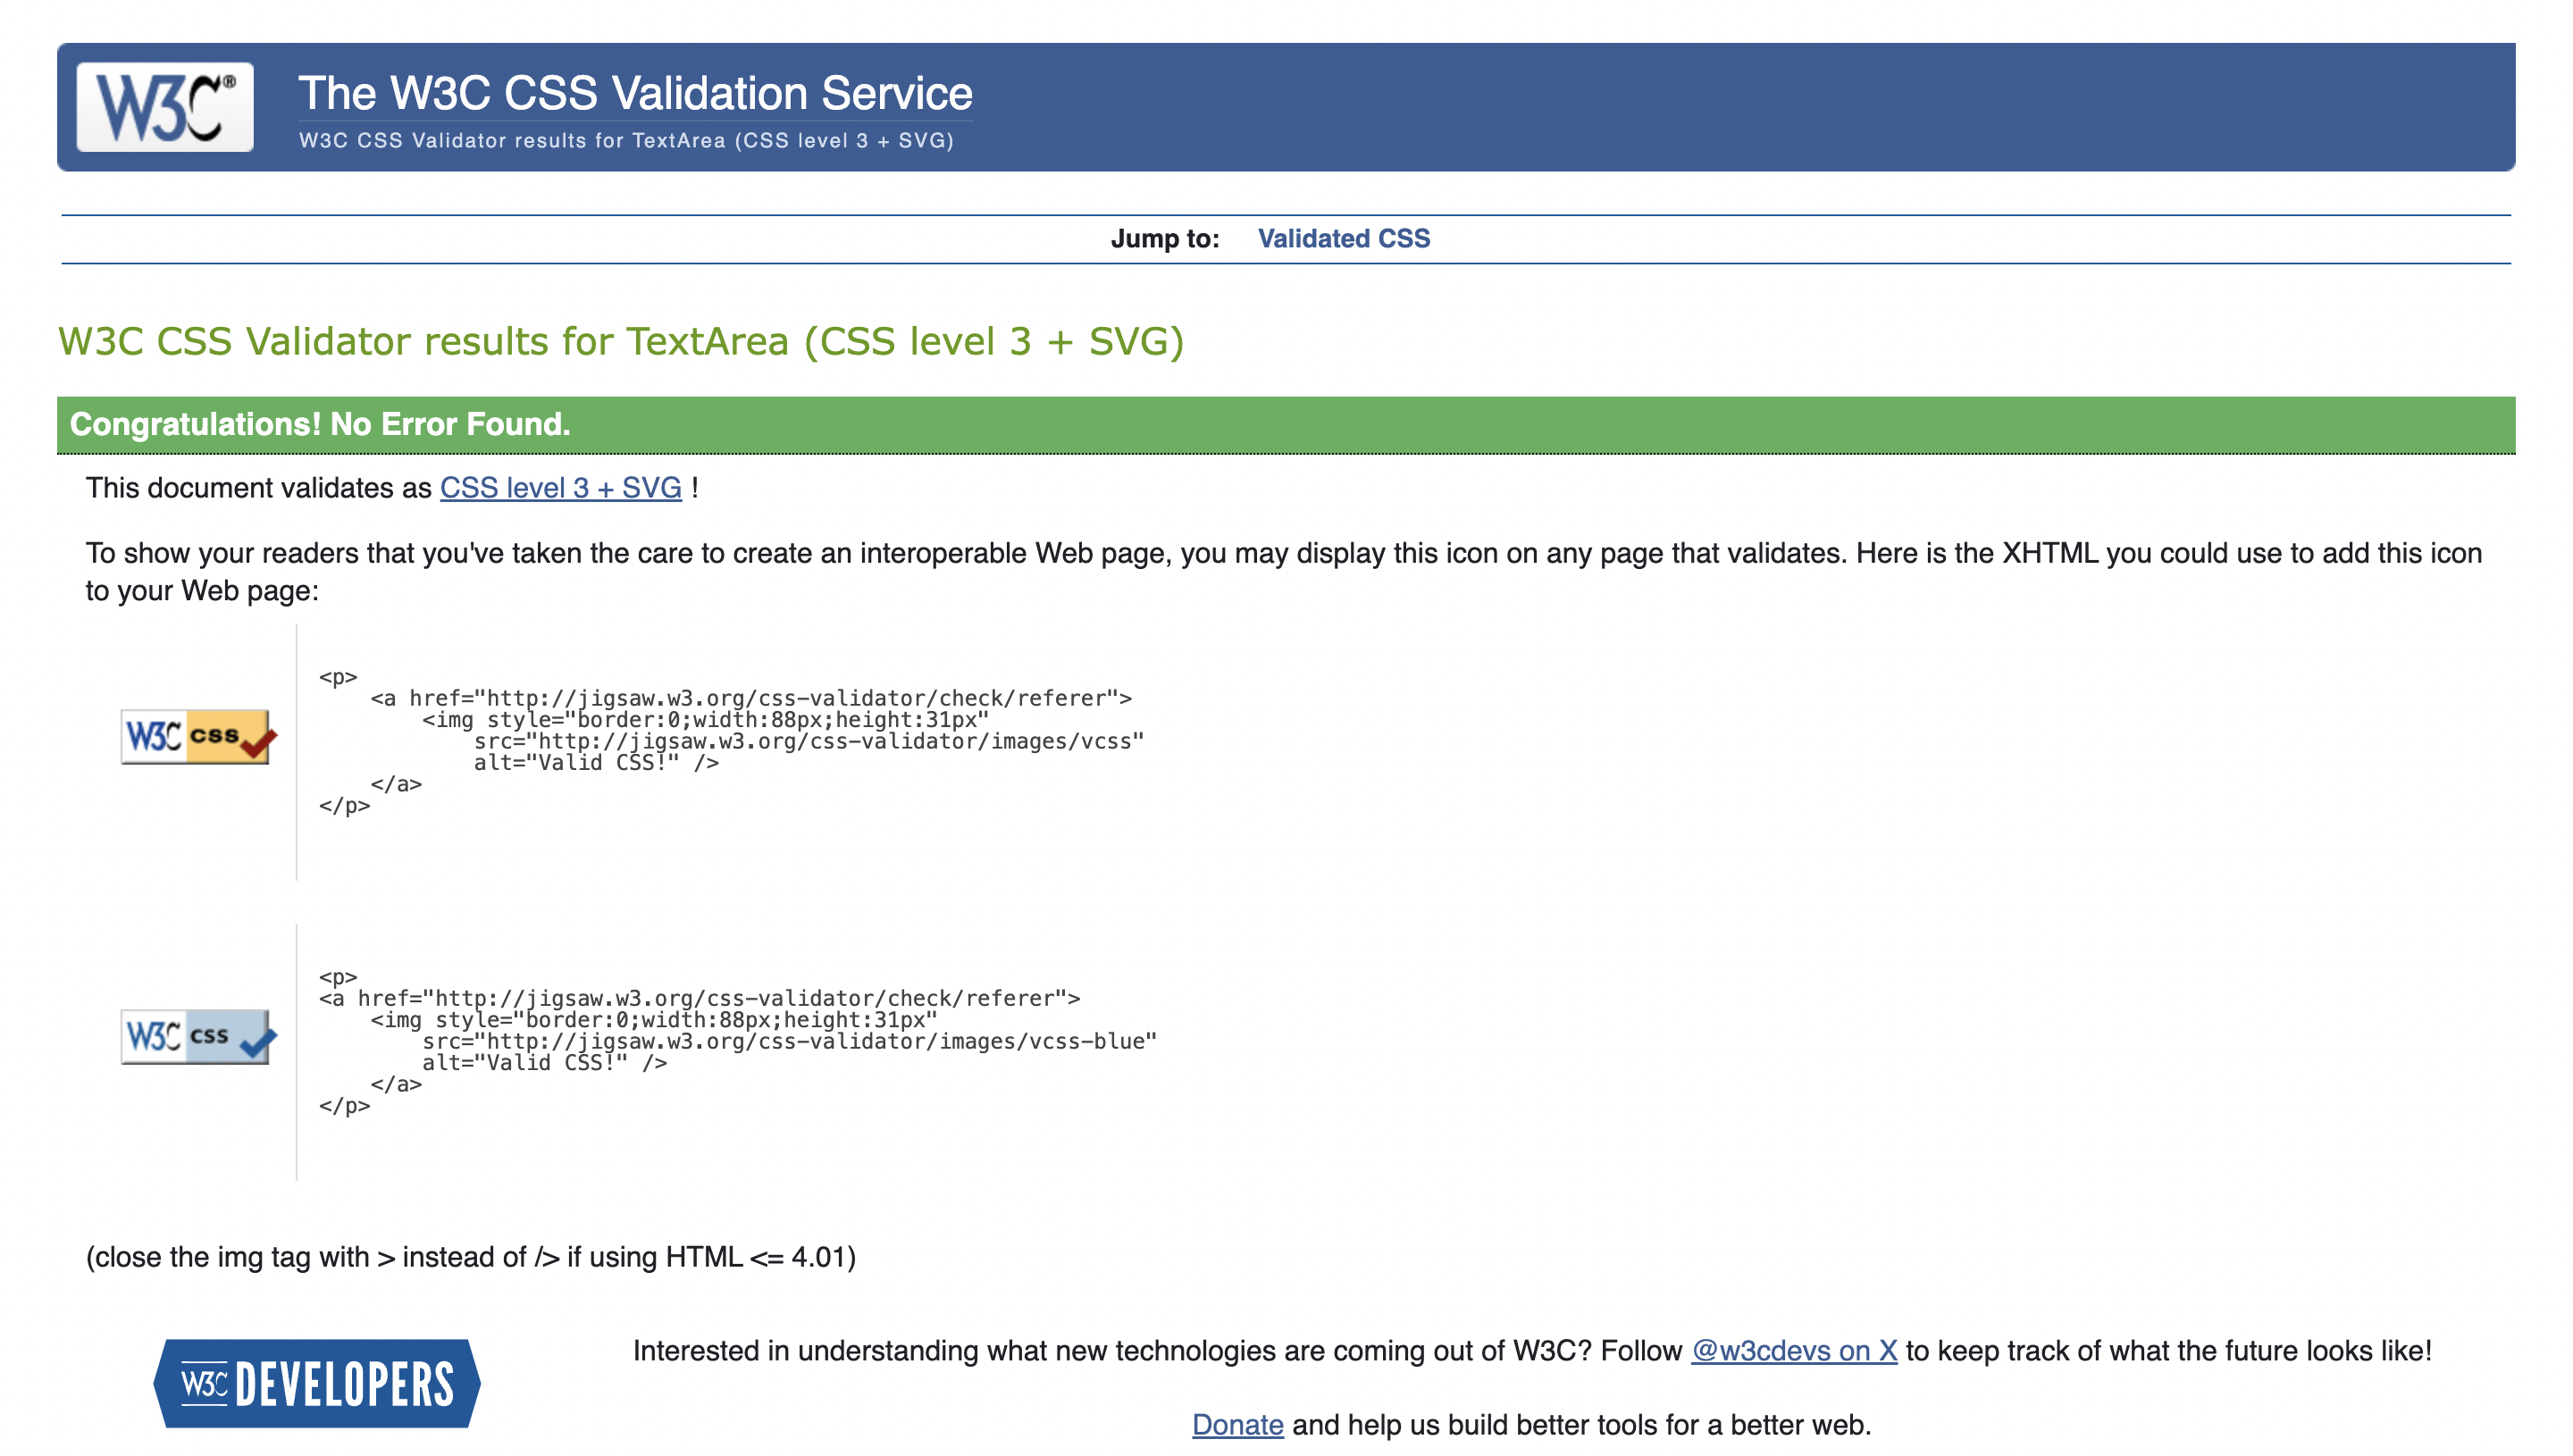 W3C®
The W3C CSS Validation Service
W3C CSS Validator results for TextArea (CSS level 3 + SVG)
Jump to: Validated CSS
W3C CSS Validator results for TextArea (CSS level 3 + SVG)
Congratulations! No Error Found.
This document validates as CSS level 3 + SVG !
To show your readers that you've taken the care to create an interoperable Web page, you may display this icon on any page that validates. Here is the XHTML you could use to add this icon
to your Web page:
W3C css
<p>
    <a href="http://jigsaw.w3.org/css-validator/check/referer">
        <img style="border:0;width:88px;height:31px"
            src="http://jigsaw.w3.org/css-validator/images/vcss"
            alt="Valid CSS!" />
    </a>
</p>
W3C css
<p>
<a href="http://jigsaw.w3.org/css-validator/check/referer">
    <img style="border:0;width:88px;height:31px"
        src="http://jigsaw.w3.org/css-validator/images/vcss-blue"
        alt="Valid CSS!" />
    </a>
</p>
(close the img tag with > instead of /> if using HTML <= 4.01)
W3C DEVELOPERS
Interested in understanding what new technologies are coming out of W3C? Follow @w3cdevs on X to keep track of what the future looks like!
Donate and help us build better tools for a better web.